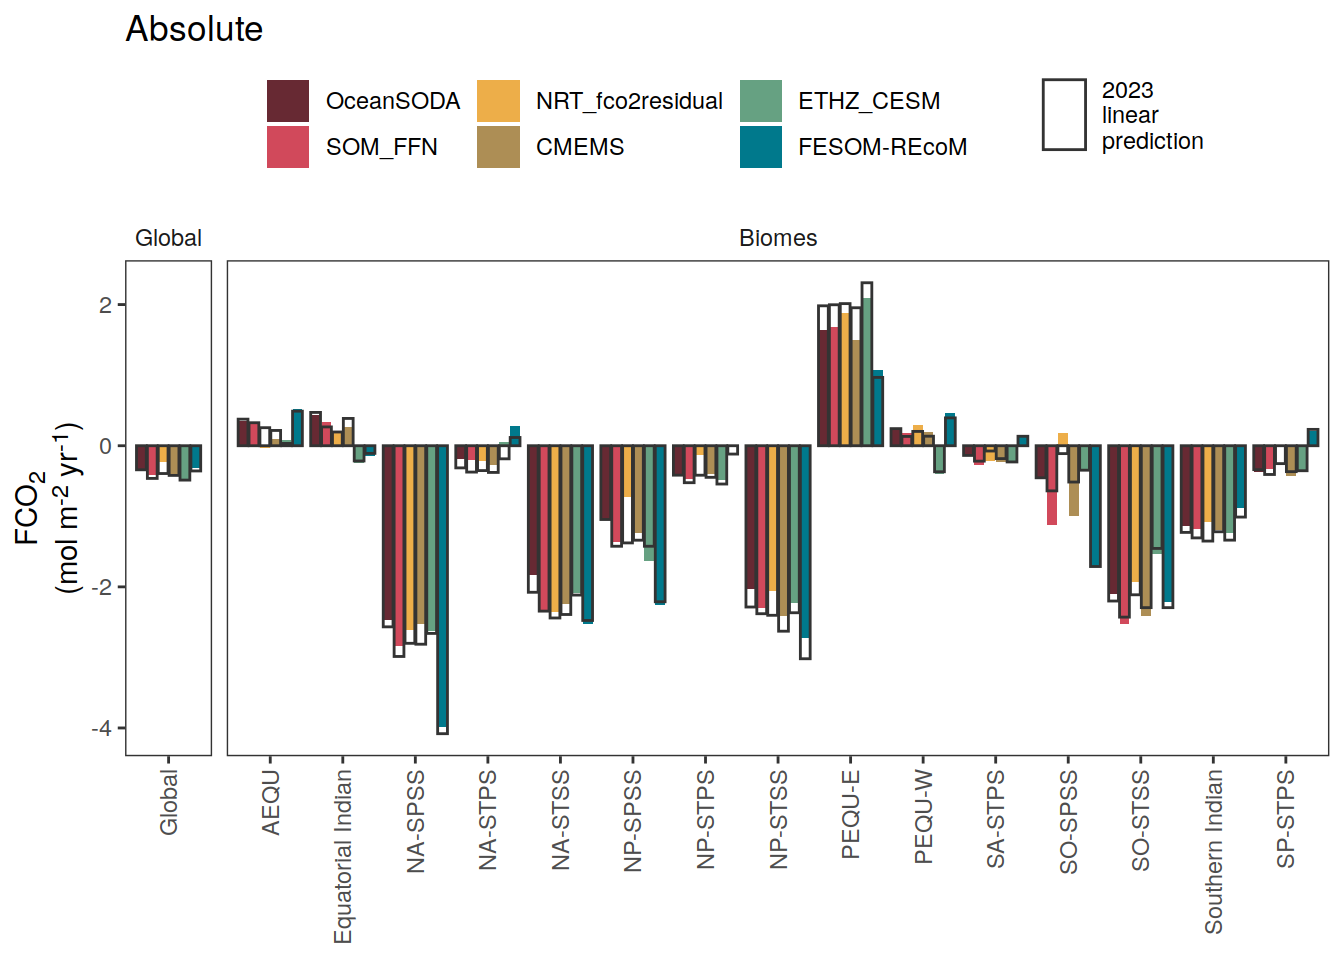 Absolute
OceanSODA
NRT_fco2residual
ETHZ_CESM
SOM_FFN
CMEMS
FESOM-REcoM
2023
linear
prediction
Global
Biomes
FCO2
(mol m-2 yr-1)
2
0
-2
-4
Global
AEQU
Equatorial Indian
NA-SPSS
NA-STPS
NA-STSS
NP-SPSS
NP-STPS
NP-STSS
PEQU-E
PEQU-W
SA-STPS
SO-SPSS
SO-STSS
Southern Indian
SP-STPS